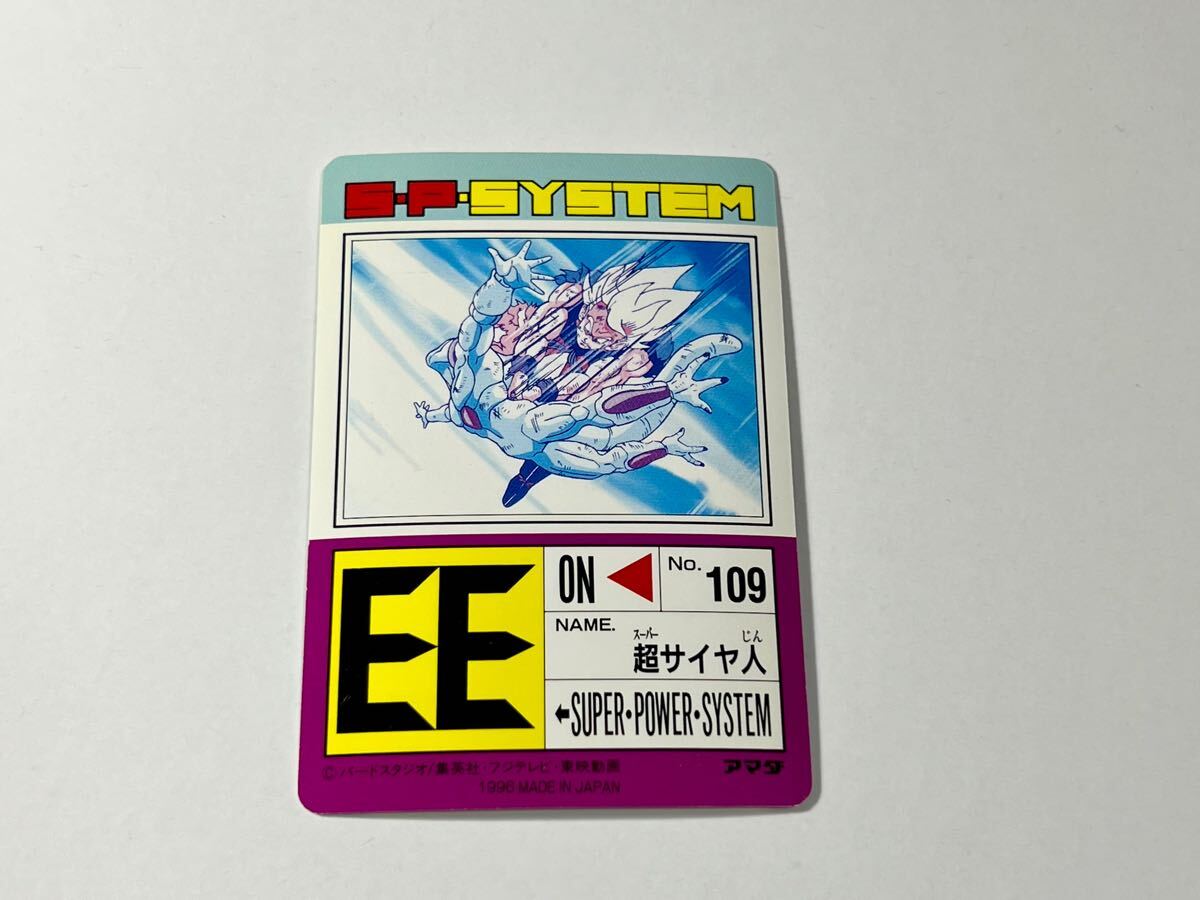 S·P·SYSTEM
EE
ON
No. 109
NAME.
スーパー じん
超サイヤ人
←SUPER·POWER·SYSTEM
© バードスタジオ/集英社・フジテレビ・東映動画
アマダ
1996 MADE IN JAPAN